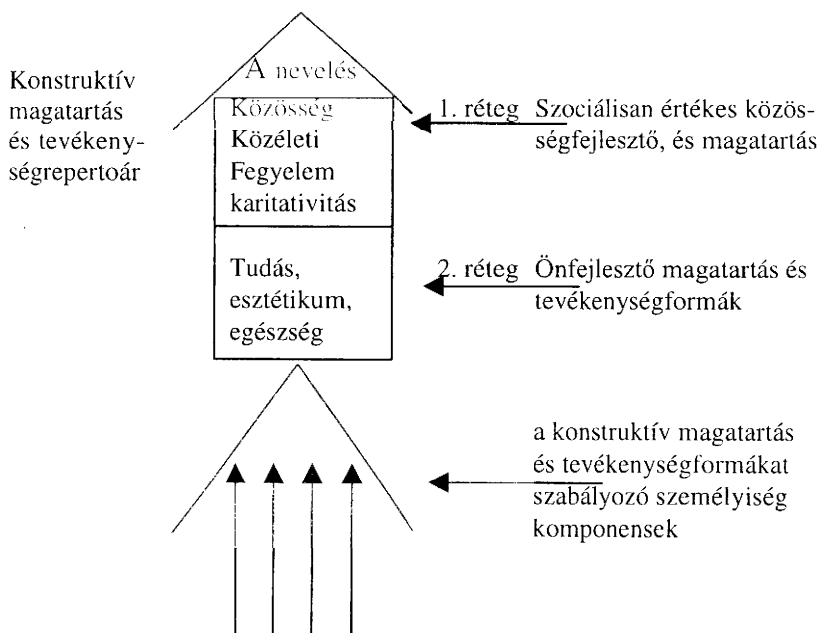 A nevelés
Konstruktív
magatartás
és tevékeny-
ségrepertoár
Közösség
Közéleti
Fegyelem
karitativitás
1. réteg Szociálisan értékes közös-
ségfejlesztő, és magatartás
Tudás,
esztétikum,
egészség
2. réteg Önfejlesztő magatartás és
tevékenységformák
a konstruktív magatartás
és tevékenységformákat
szabályozó személyiség
komponensek